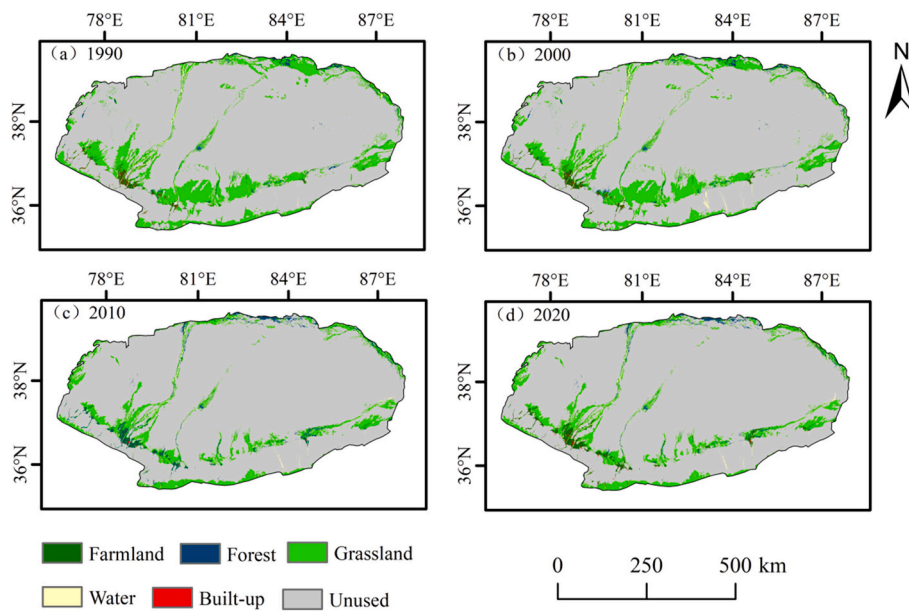 78°E 81°E 84°E 87°E 78°E 81°E 84°E 87°E
（a）1990
（b）2000
N
38°N
36°N
38°N
36°N
78°E 81°E 84°E 87°E 78°E 81°E 84°E 87°E
（c）2010
（d）2020
38°N
36°N
38°N
36°N
Farmland Forest Grassland
Water Built-up Unused
0 250 500 km